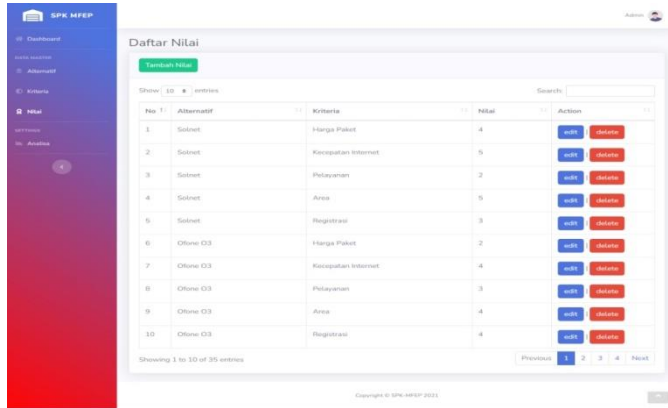 SPK MFEP
Admin
Dashboard
DATA MASTER
Alternatif
Kriteria
Nilai
SETTINGS
Analisa
Daftar Nilai
Tambah Nilai
Show 10 entries
Search:
No Alternatif Kriteria Nilai Action
1 Solnet Harga Paket 4 edit | delete
2 Solnet Kecepatan Internet 5 edit | delete
3 Solnet Pelayanan 2 edit | delete
4 Solnet Area 5 edit | delete
5 Solnet Registrasi 3 edit | delete
6 Ofone O3 Harga Paket 2 edit | delete
7 Ofone O3 Kecepatan Internet 4 edit | delete
8 Ofone O3 Pelayanan 3 edit | delete
9 Ofone O3 Area 4 edit | delete
10 Ofone O3 Registrasi 4 edit | delete
Showing 1 to 10 of 35 entries
Previous 1 2 3 4 Next
Copyright © SPK-MFEP 2021